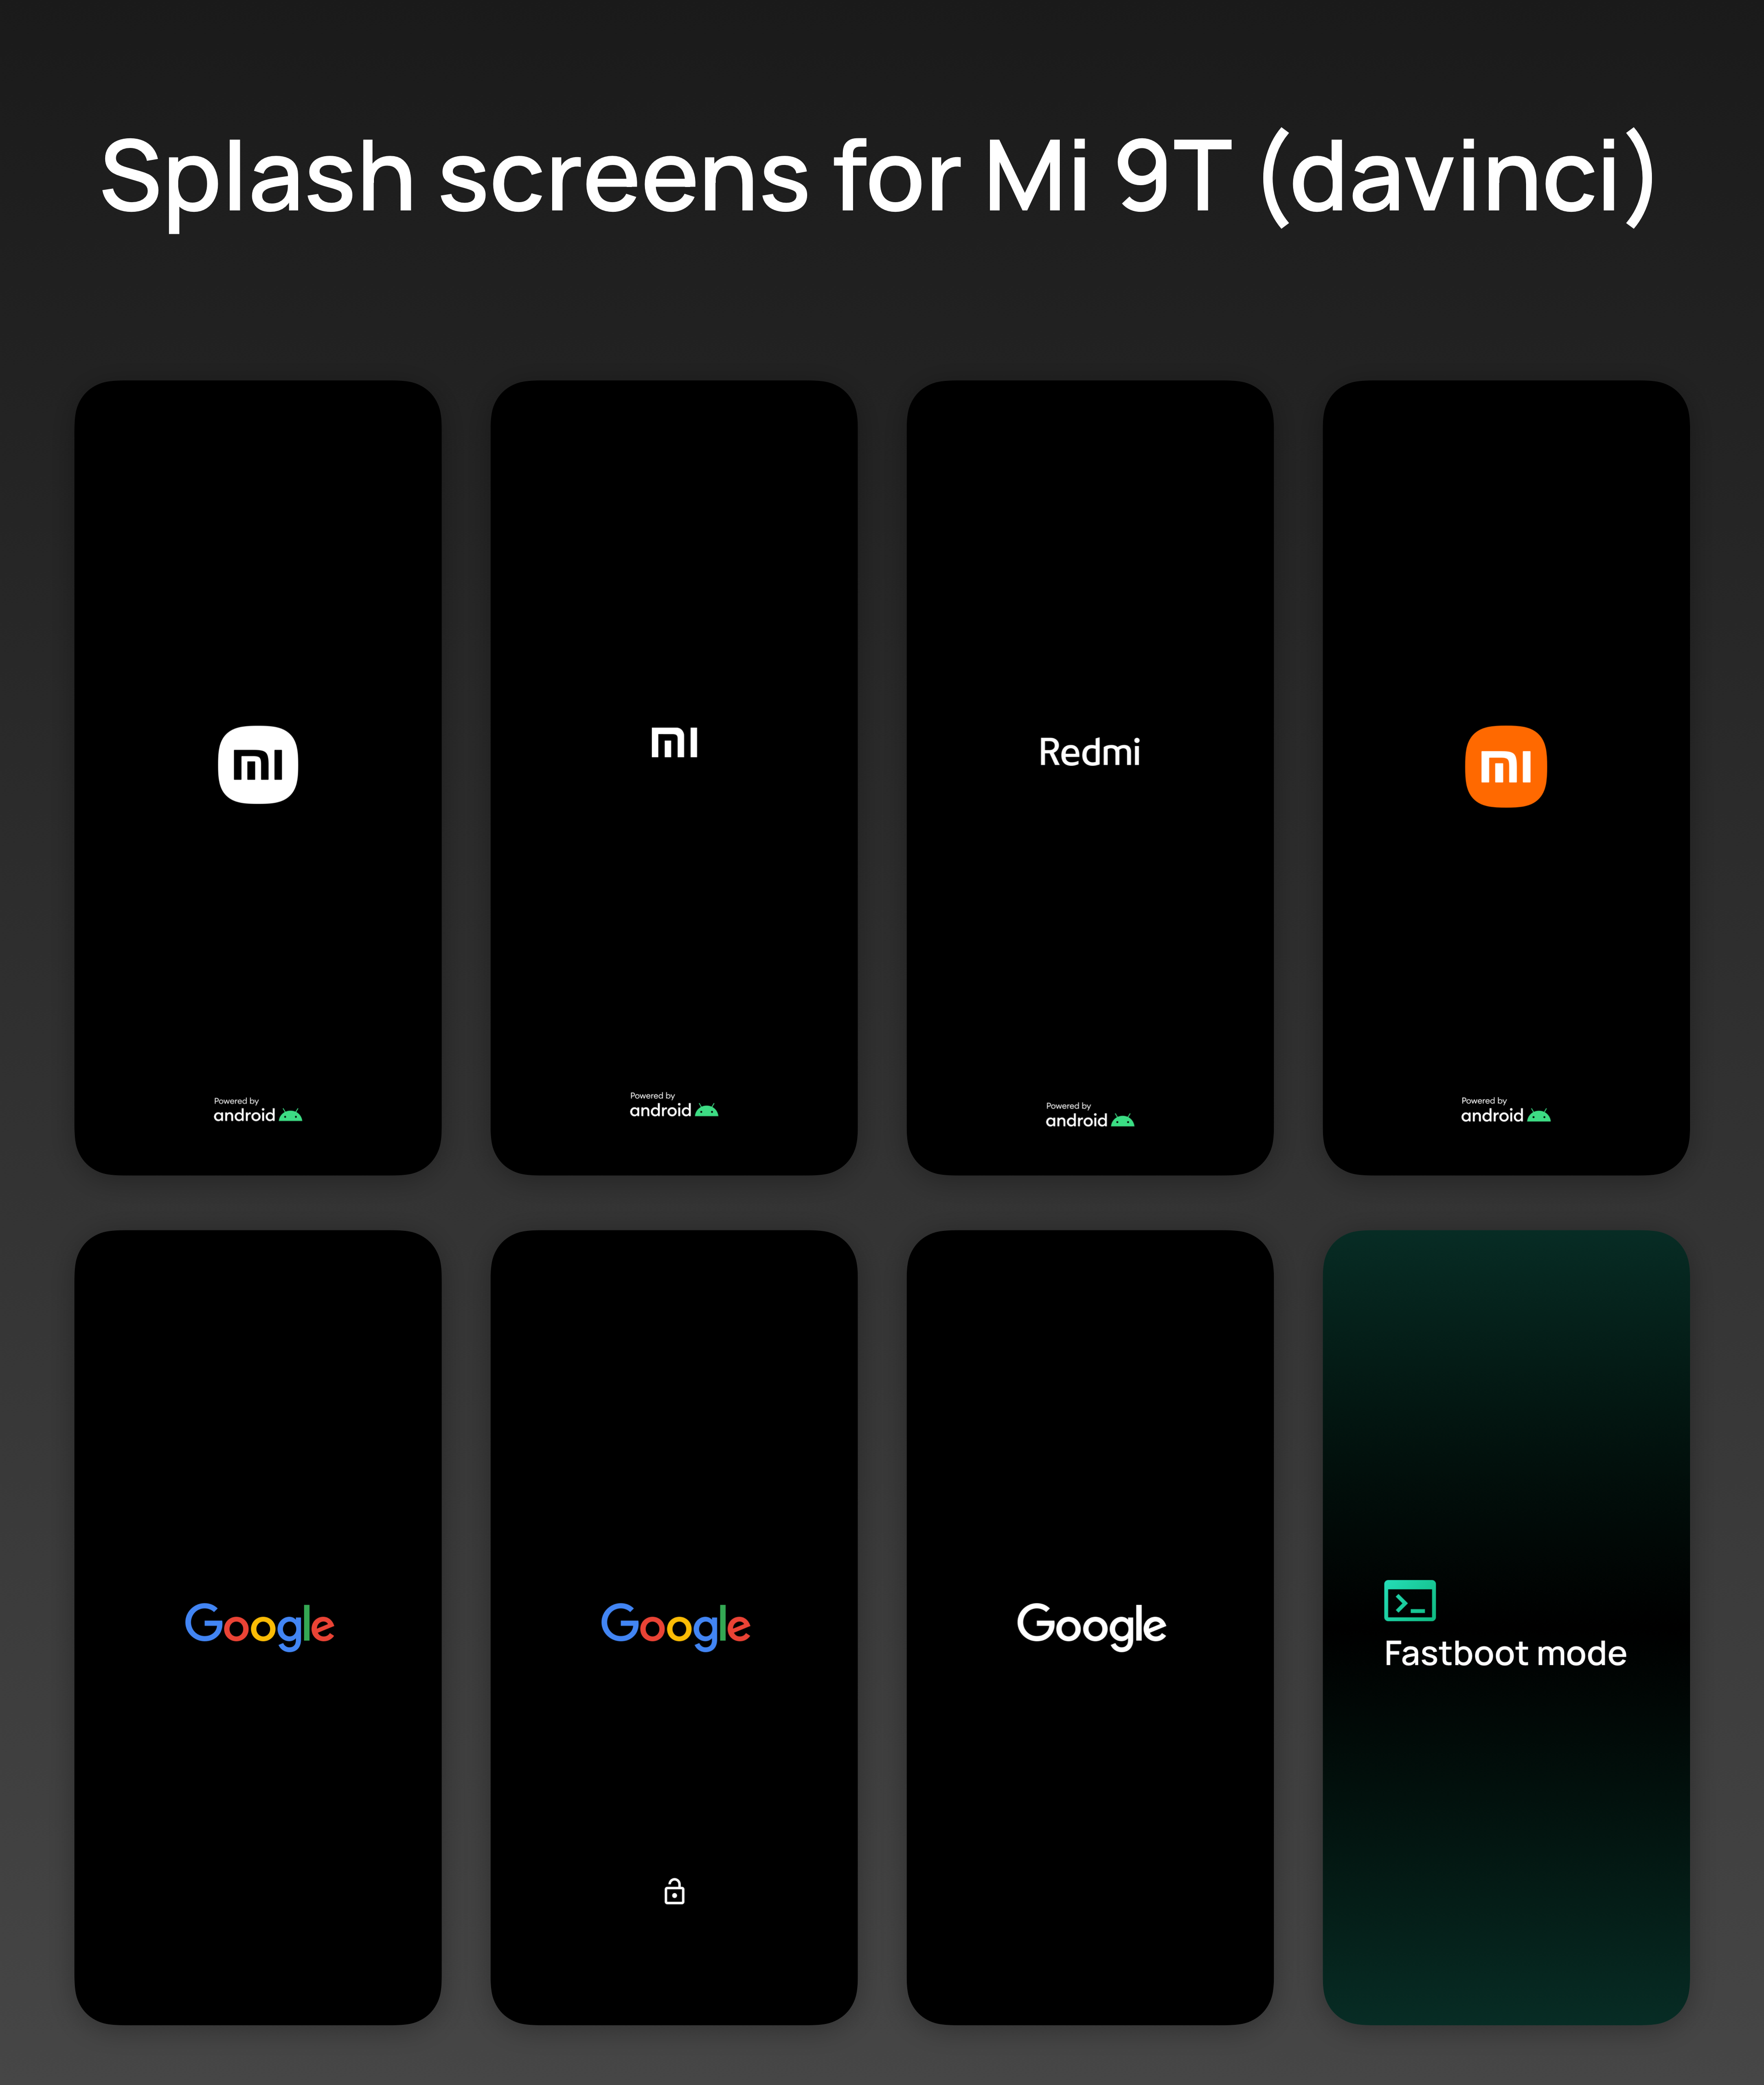 Splash screens for Mi 9T (davinci)
mi
mi
Redmi
mi
Powered by
android
Powered by
android
Powered by
android
Powered by
android
Google
Google
Google
Fastboot mode